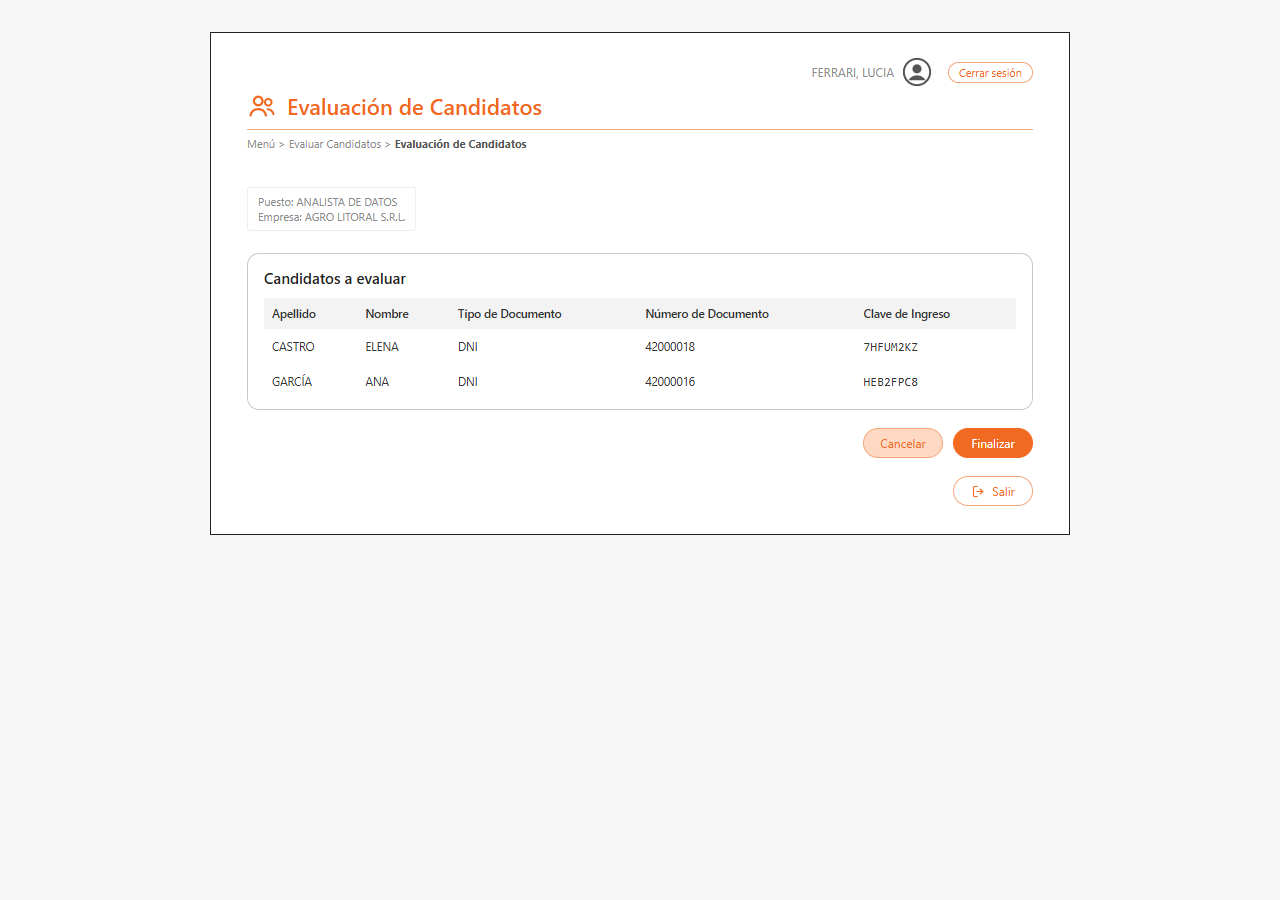 FERRARI, LUCIA
Cerrar sesión
Evaluación de Candidatos
Menú > Evaluar Candidatos > Evaluación de Candidatos
Puesto: ANALISTA DE DATOS
Empresa: AGRO LITORAL S.R.L.
Candidatos a evaluar
Apellido Nombre Tipo de Documento Número de Documento Clave de Ingreso
CASTRO ELENA DNI 42000018 7HFUM2KZ
GARCÍA ANA DNI 42000016 HEB2FPC8
Cancelar Finalizar
Salir